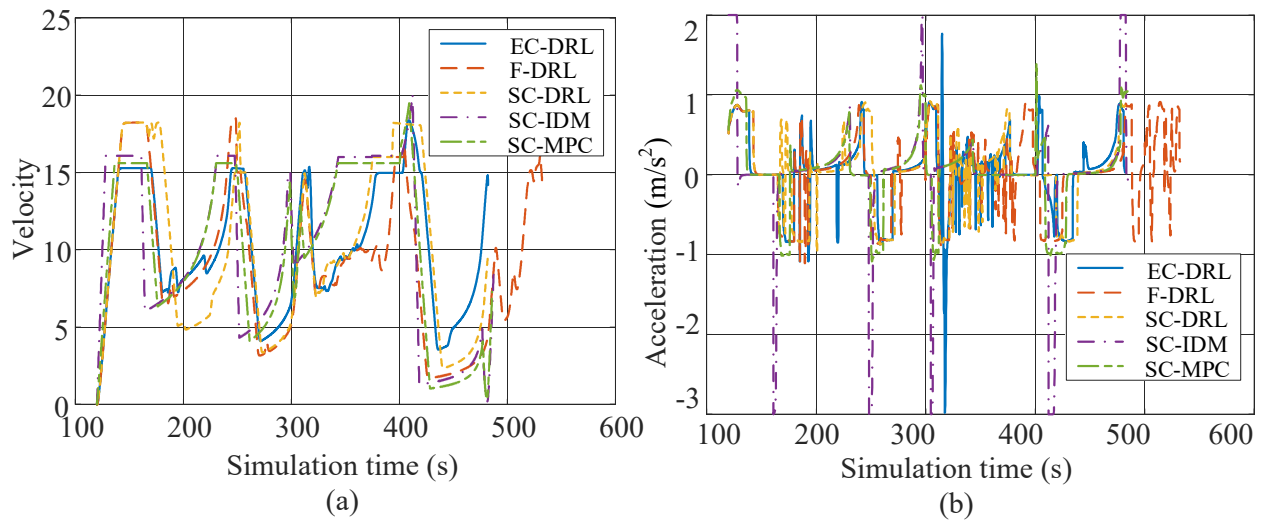 25
20
15
10
5
0
Velocity
100 200 300 400 500 600
Simulation time (s)
(a)
EC-DRL
F-DRL
SC-DRL
SC-IDM
SC-MPC
2
1
0
-1
-2
-3
Acceleration (m/s²)
100 200 300 400 500 600
Simulation time (s)
(b)
EC-DRL
F-DRL
SC-DRL
SC-IDM
SC-MPC